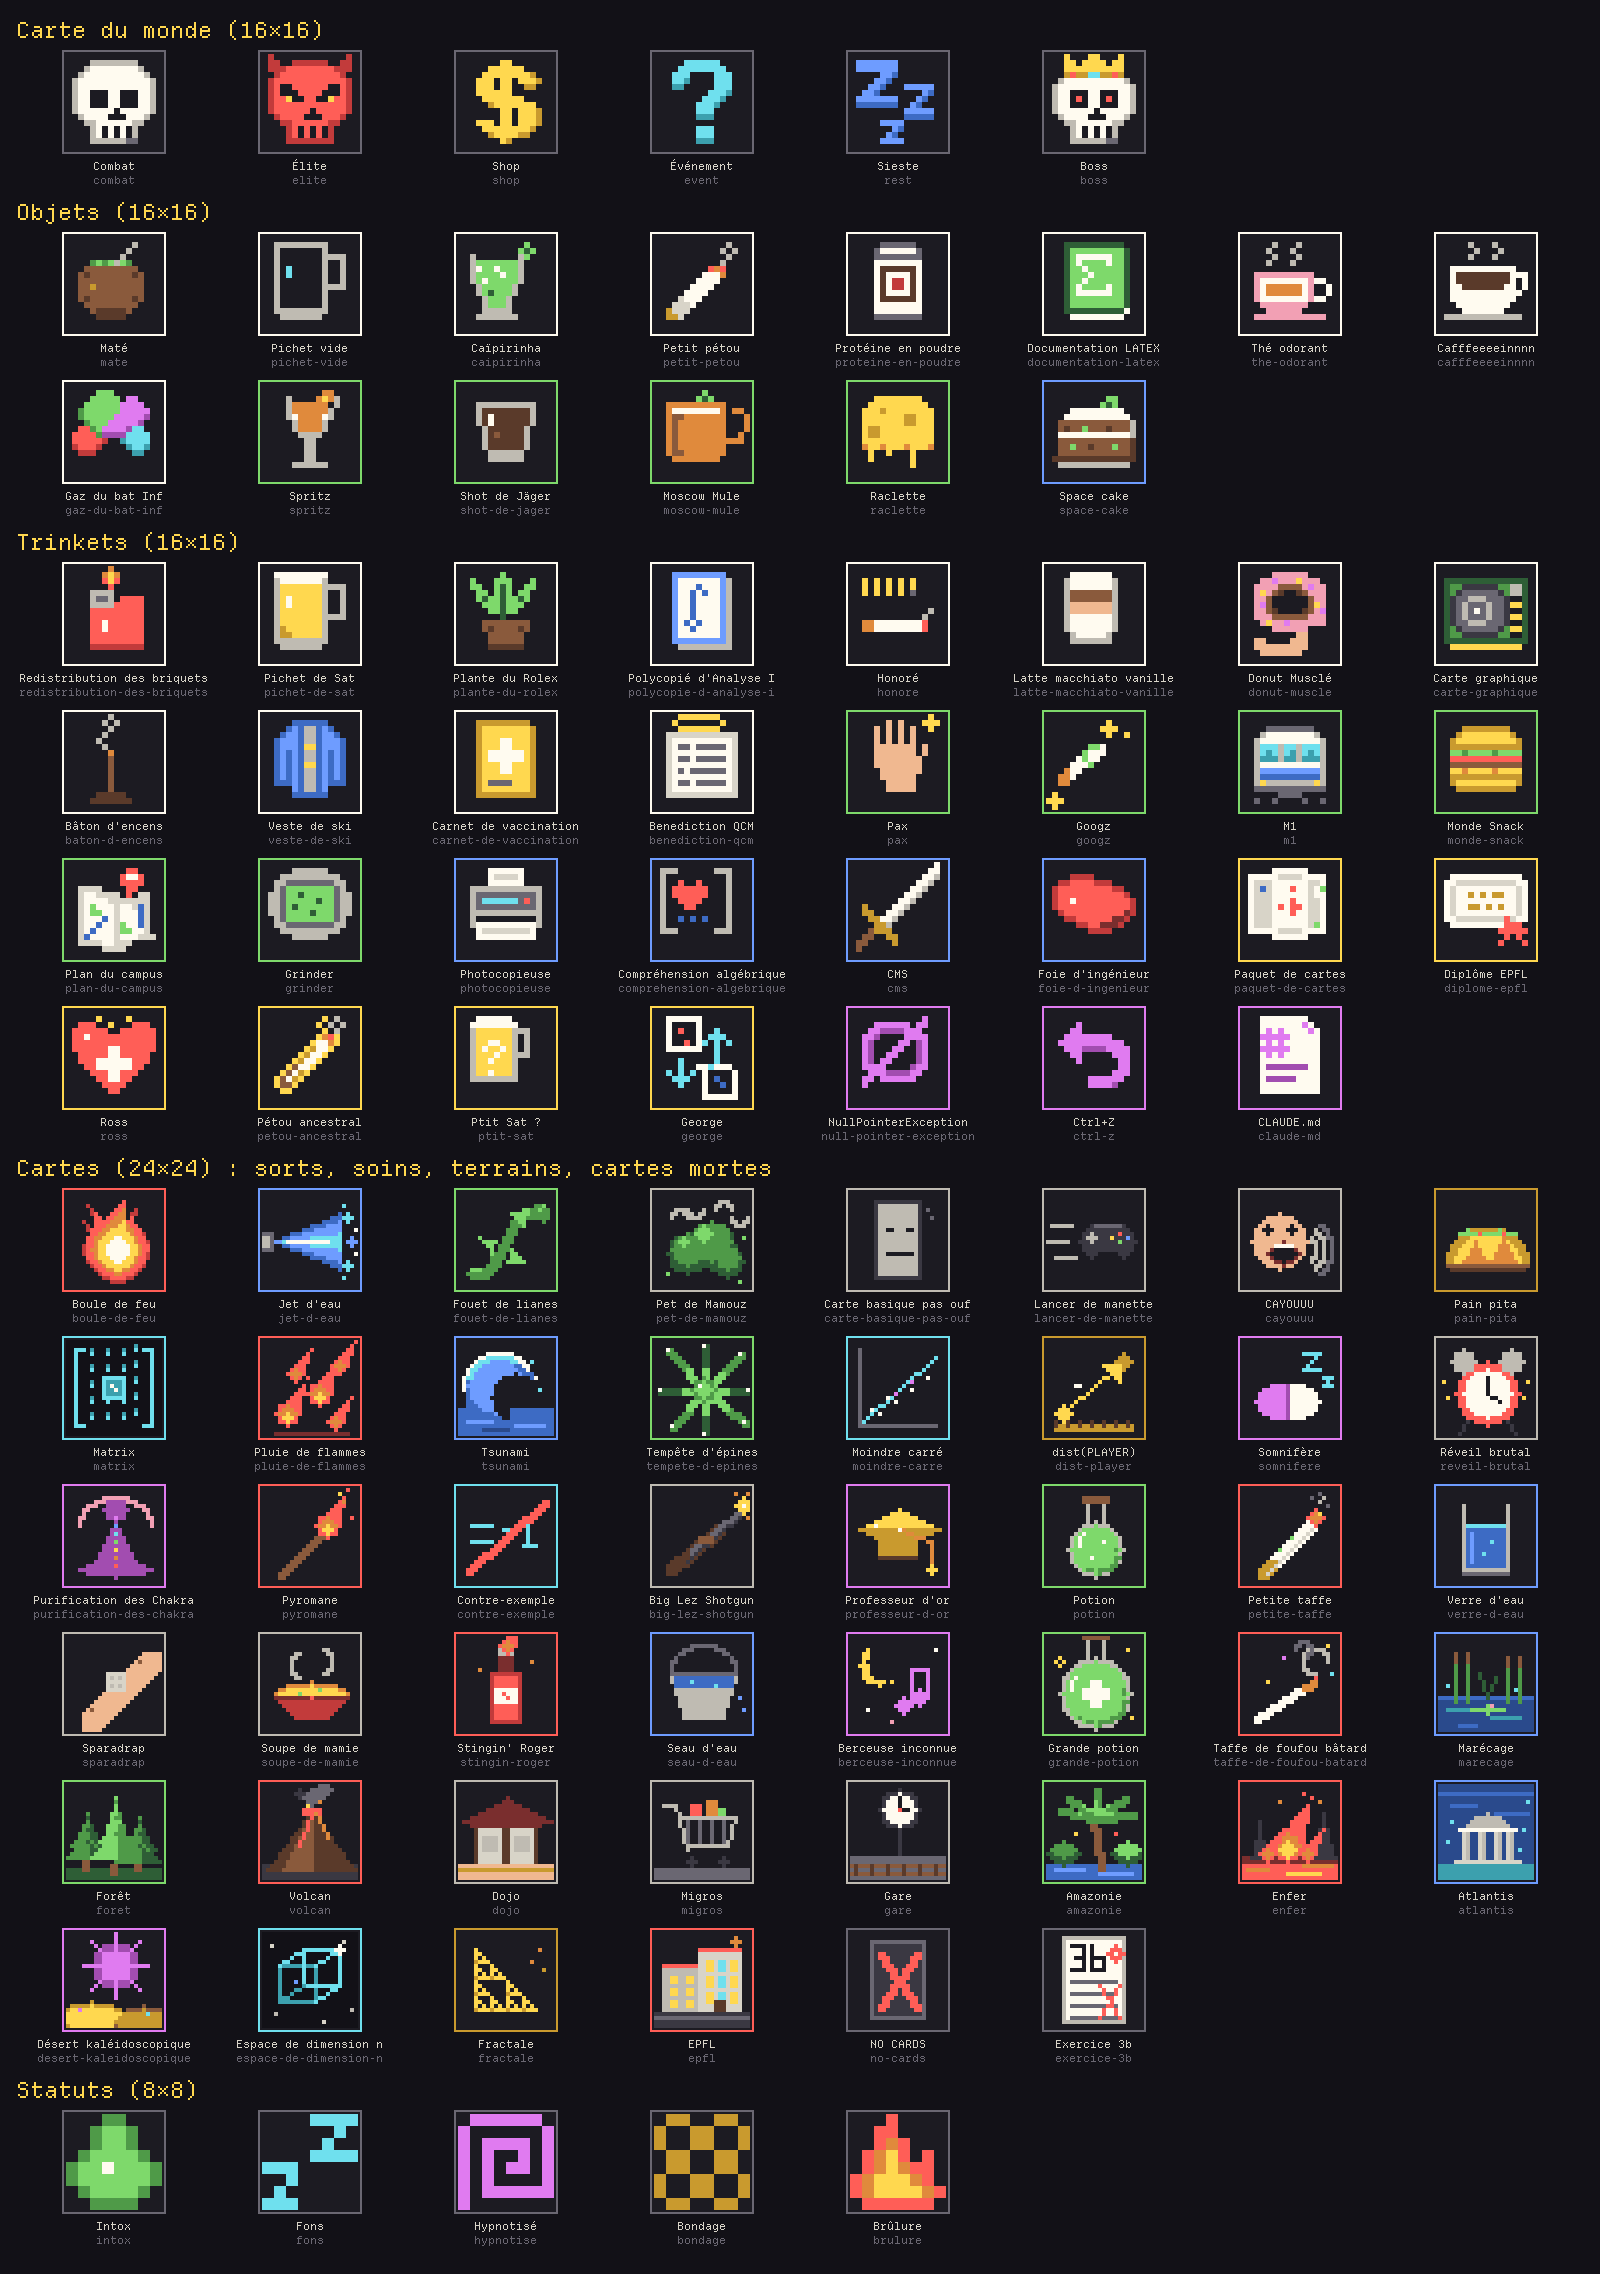 Carte du monde (16×16)
Combat Élite Shop Événement Sieste Boss
combat elite shop event rest boss
Objets (16×16)
Maté Pichet vide Caïpirinha Petit pétou Protéine en poudre Documentation LATEX Thé odorant Cafffeeeeinnnn
mate pichet-vide caipirinha petit-petou proteine-en-poudre documentation-latex the-odorant cafffeeeeinnnn
Gaz du bat Inf Spritz Shot de Jäger Moscow Mule Raclette Space cake
gaz-du-bat-inf spritz shot-de-jager moscow-mule raclette space-cake
Trinkets (16×16)
Redistribution des briquets Pichet de Sat Plante du Rolex Polycopié d'Analyse I Honoré Latte macchiato vanille Donut Musclé Carte graphique
redistribution-des-briquets pichet-de-sat plante-du-rolex polycopie-d-analyse-i honoré latte-macchiato-vanille donut-muscle carte-graphique
Bâton d'encens Veste de ski Carnet de vaccination Benediction QCM Pax Googz M1 Monde Snack
baton-d-encens veste-de-ski carnet-de-vaccination benediction-qcm pax googz m1 monde-snack
Plan du campus Grinder Photocopieuse Compréhension algébrique CMS Foie d'ingénieur Paquet de cartes Diplôme EPFL
plan-du-campus grinder photocopieuse comprehension-algebrique cms foie-d-ingenieur paquet-de-cartes diplome-epfl
Ross Pétou ancestral Ptit Sat ? George NullPointerException Ctrl+Z CLAUDE.md
ross petou-ancestral ptit-sat george null-pointer-exception ctrl-z claude-md
Cartes (24×24) : sorts, soins, terrains, cartes mortes
Boule de feu Jet d'eau Fouet de lianes Pet de Mamouz Carte basique pas ouf Lancer de manette CAYOUUU Pain pita
boule-de-feu jet-d-eau fouet-de-lianes pet-de-mamouz carte-basique-pas-ouf lancer-de-manette cayouuu pain-pita
Matrix Pluie de flammes Tsunami Tempête d'épines Moindre carré dist(PLAYER) Somnifère Réveil brutal
matrix pluie-de-flammes tsunami tempete-d-epines moindre-carre dist-player somnifere reveil-brutal
Purification des Chakra Pyromane Contre-exemple Big Lez Shotgun Professeur d'or Potion Petite taffe Verre d'eau
purification-des-chakra pyromane contre-exemple big-lez-shotgun professeur-d-or potion petite-taffe verre-d-eau
Sparadrap Soupe de mamie Stingin' Roger Seau d'eau Berceuse inconnue Grande potion Taffe de foufou bâtard Marécage
sparadrap soupe-de-mamie stingin-roger seau-d-eau berceuse-inconnue grande-potion taffe-de-foufou-batard marecage
Forêt Volcan Dojo Migros Gare Amazonie Enfer Atlantis
foret volcan dojo migros gare amazonie enfer atlantis
3b
Désert kaléidoscopique Espace de dimension n Fractale EPFL NO CARDS Exercice 3b
desert-kaleidoscopique espace-de-dimension-n fractale epfl no-cards exercice-3b
Statuts (8×8)
Intox Fons Hypnotisé Bondage Brûlure
intox fons hypnotise bondage brulure